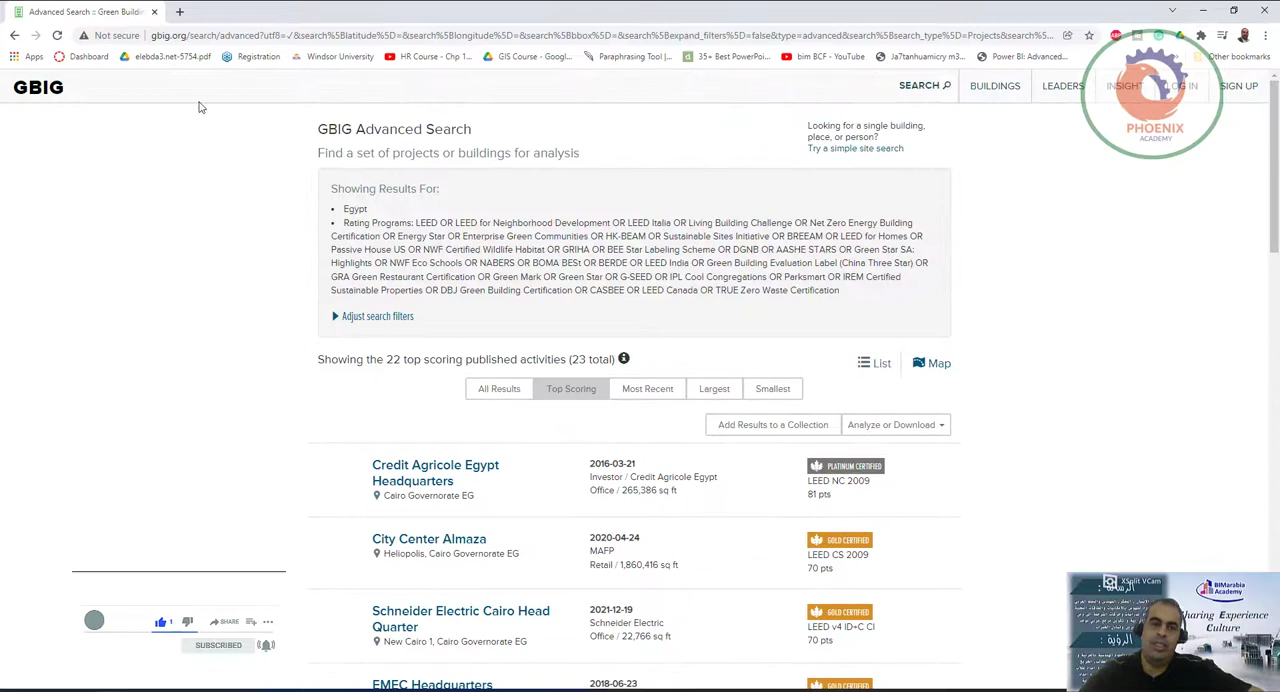 Advanced Search :: Green Buildin
Not secure
gbig.org/search/advanced?utf8=✓&search%5Blatitude%5D=&search%5Blongitude%5D=&search%5Bbbox%5D=&search%5Bexpand_filters%5D=false&type=advanced&search%5Bsearch_type%5D=Projects&search%5...
Apps
Dashboard
elebda3.net-5754.pdf
Registration
Windsor University
HR Course - Chp 1...
GIS.Course - Googl...
Paraphrasing Tool |...
35+ Best PowerPoi...
bim BCF - YouTube
Ja7tanhuamicry m3...
Power BI: Advanced...
Other bookmarks
GBIG
SEARCH
BUILDINGS
LEADERS
INSIGHT
LOG IN
SIGN UP
PHOENIX
ACADEMY
GBIG Advanced Search
Find a set of projects or buildings for analysis
Looking for a single building,
place, or person?
Try a simple site search
Showing Results For:
• Egypt
• Rating Programs: LEED OR LEED for Neighborhood Development OR LEED Italia OR Living Building Challenge OR Net Zero Energy Building
Certification OR Energy Star OR Enterprise Green Communities OR HK-BEAM OR Sustainable Sites Initiative OR BREEAM OR LEED for Homes OR
Passive House US OR NWF Certified Wildlife Habitat OR GRIHA OR BEE Star Labeling Scheme OR DGNB OR AASHE STARS OR Green Star SA:
Highlights OR NWF Eco Schools OR NABERS OR BOMA BESt OR BERDE OR LEED India OR Green Building Evaluation Label (China Three Star) OR
GRA Green Restaurant Certification OR Green Mark OR Green Star OR G-SEED OR IPL Cool Congregations OR Parksmart OR IREM Certified
Sustainable Properties OR DBJ Green Building Certification OR CASBEE OR LEED Canada OR TRUE Zero Waste Certification
Adjust search filters
Showing the 22 top scoring published activities (23 total)
List
Map
All Results
Top Scoring
Most Recent
Largest
Smallest
Add Results to a Collection
Analyze or Download
Credit Agricole Egypt
Headquarters
Cairo Governorate EG
2016-03-21
Investor / Credit Agricole Egypt
Office / 265,386 sq ft
PLATINUM CERTIFIED
LEED NC 2009
81 pts
City Center Almaza
Heliopolis, Cairo Governorate EG
2020-04-24
MAFP
Retail / 1,860,416 sq ft
GOLD CERTIFIED
LEED CS 2009
70 pts
Schneider Electric Cairo Head
Quarters
New Cairo 1, Cairo Governorate EG
2021-12-19
Schneider Electric
Office / 22,766 sq ft
GOLD CERTIFIED
LEED v4 ID+C CI
70 pts
EMEC Headquarters
2018-06-23
GOLD CERTIFIED
1
SHARE
SUBSCRIBED
XSplit VCam
BIMarabia
Academy
الرسالة:
Sharing Experience
Culture
الرؤية: